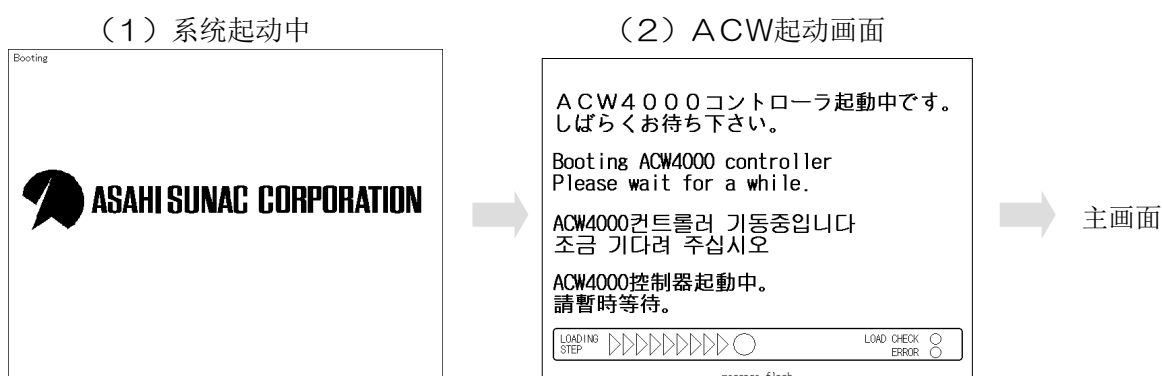 （1）系统起动中
Booting
ASAHI SUNAC CORPORATION
（2）ACW起动画面
ACW4000コントローラ起動中です。
しばらくお待ち下さい。
Booting ACW4000 controller
Please wait for a while.
ACW4000컨트롤러 기동중입니다
조금 기다려 주십시오
ACW4000控制器起動中。
請暫時等待。
LOADING
STEP
LOAD CHECK
ERROR
主画面